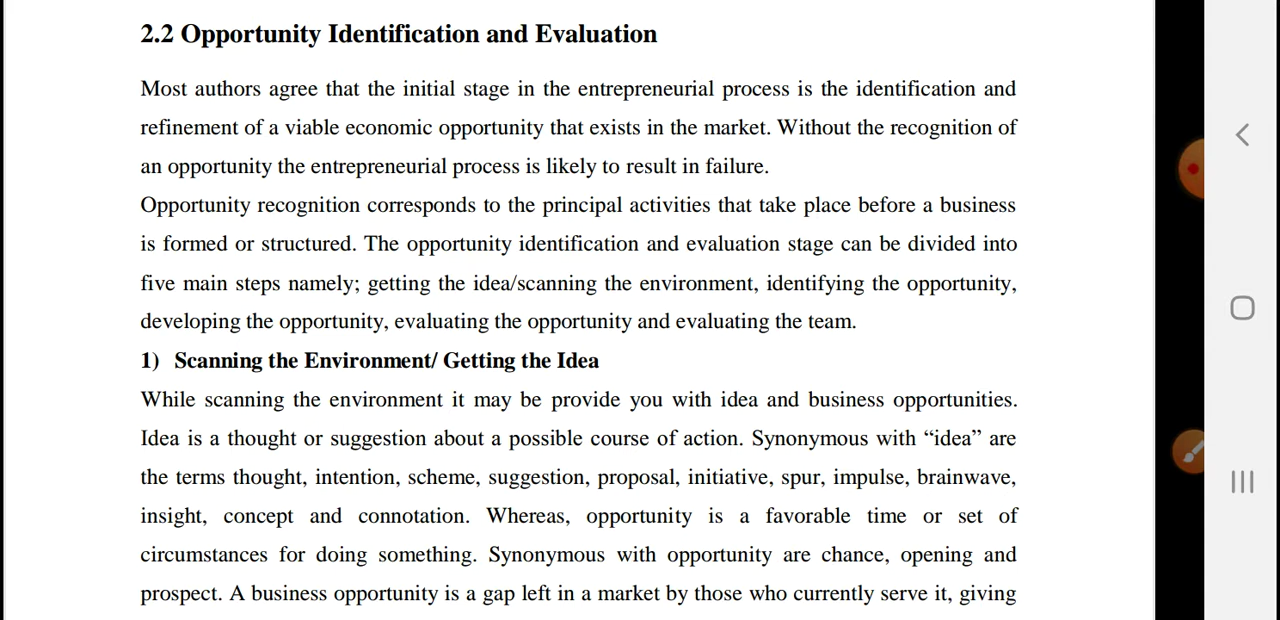 2.2 Opportunity Identification and Evaluation
Most authors agree that the initial stage in the entrepreneurial process is the identification and
refinement of a viable economic opportunity that exists in the market. Without the recognition of
an opportunity the entrepreneurial process is likely to result in failure.
Opportunity recognition corresponds to the principal activities that take place before a business
is formed or structured. The opportunity identification and evaluation stage can be divided into
five main steps namely; getting the idea/scanning the environment, identifying the opportunity,
developing the opportunity, evaluating the opportunity and evaluating the team.
1) Scanning the Environment/ Getting the Idea
While scanning the environment it may be provide you with idea and business opportunities.
Idea is a thought or suggestion about a possible course of action. Synonymous with “idea” are
the terms thought, intention, scheme, suggestion, proposal, initiative, spur, impulse, brainwave,
insight, concept and connotation. Whereas, opportunity is a favorable time or set of
circumstances for doing something. Synonymous with opportunity are chance, opening and
prospect. A business opportunity is a gap left in a market by those who currently serve it, giving